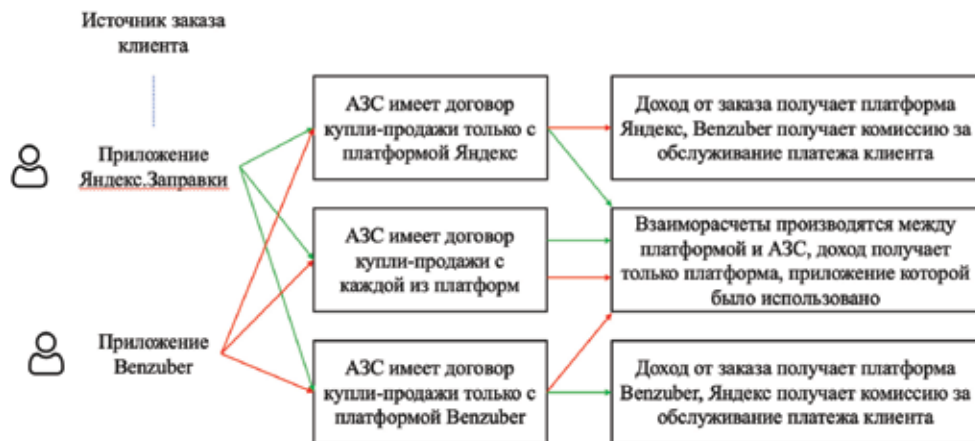 Источник заказа
клиента
Приложение
Яндекс.Заправки
Приложение
Benzuber
АЗС имеет договор
купли-продажи только с
платформой Яндекс
АЗС имеет договор
купли-продажи с
каждой из платформ
АЗС имеет договор
купли-продажи только с
платформой Benzuber
Доход от заказа получает платформа
Яндекс, Benzuber получает комиссию за
обслуживание платежа клиента
Взаиморасчеты производятся между
платформой и АЗС, доход получает
только платформа, приложение которой
было использовано
Доход от заказа получает платформа
Benzuber, Яндекс получает комиссию за
обслуживание платежа клиента